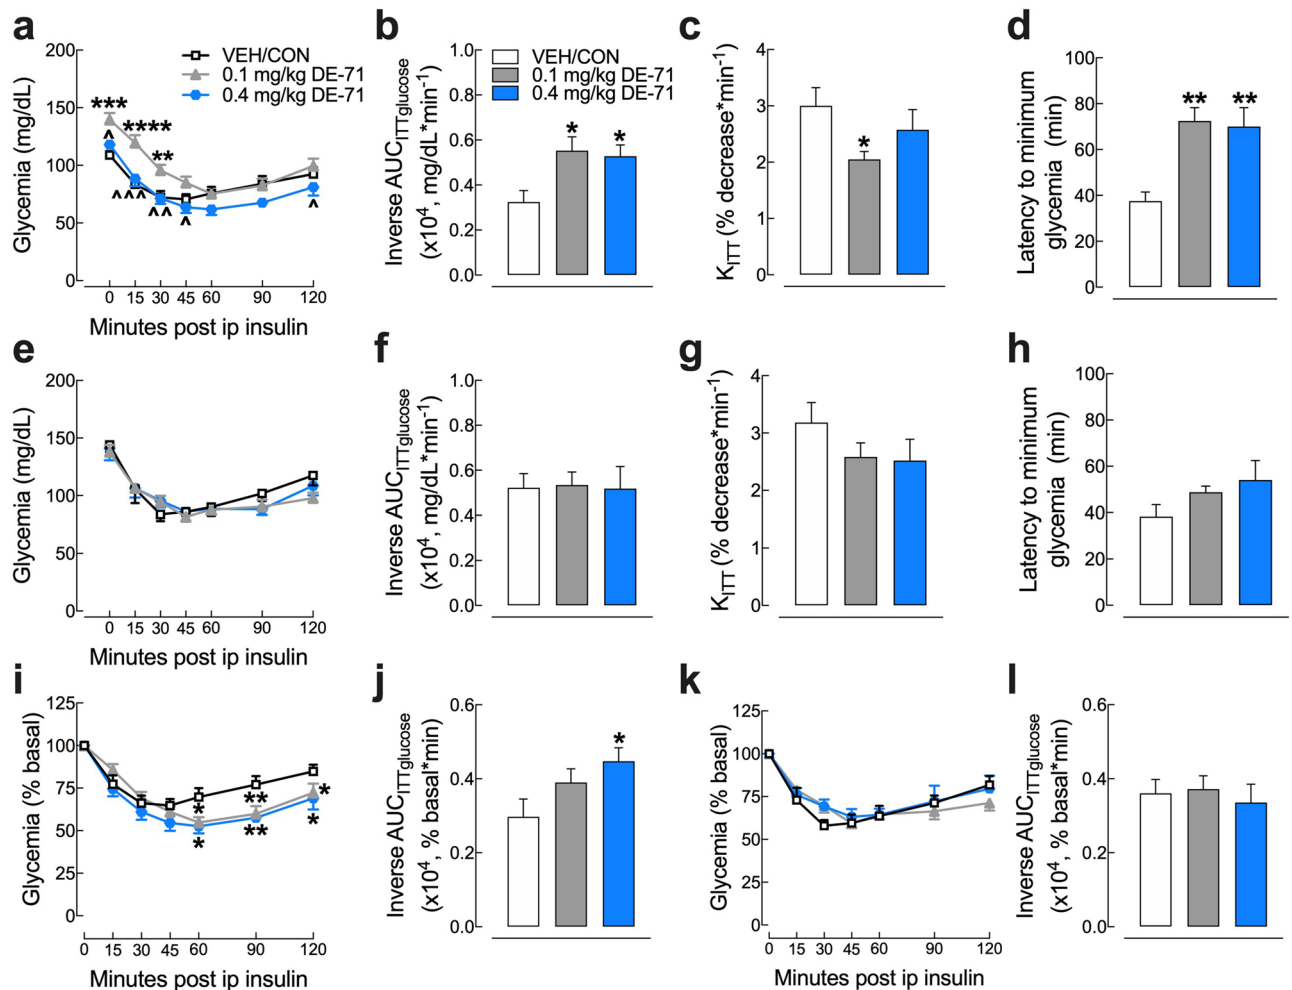 a
200
150
100
50
0
Glycemia (mg/dL)
VEH/CON
0.1 mg/kg DE-71
0.4 mg/kg DE-71
***
****
**
^
^^^
^^
^
^
0 15 30 45 60 90 120
Minutes post ip insulin
b
1.0
0.8
0.6
0.4
0.2
0.0
Inverse AUC_ITTglucose
(x10⁴, mg/dL*min⁻¹)
VEH/CON
0.1 mg/kg DE-71
0.4 mg/kg DE-71
* *
c
4
3
2
1
0
K_ITT (% decrease*min⁻¹)
*
d
100
80
60
40
20
0
Latency to minimum
glycemia (min)
** **
e
200
150
100
50
0
Glycemia (mg/dL)
0 15 30 45 60 90 120
Minutes post ip insulin
f
1.0
0.8
0.6
0.4
0.2
0.0
Inverse AUC_ITTglucose
(x10⁴, mg/dL*min⁻¹)
g
4
3
2
1
0
K_ITT (% decrease*min⁻¹)
h
100
80
60
40
20
0
Latency to minimum
glycemia (min)
i
125
100
75
50
25
0
Glycemia (% basal)
* ** *
* ** *
0 15 30 45 60 90 120
Minutes post ip insulin
j
0.6
0.4
0.2
0.0
Inverse AUC_ITTglucose
(x10⁴, % basal*min)
*
k
125
100
75
50
25
0
Glycemia (% basal)
0 15 30 45 60 90 120
Minutes post ip insulin
l
0.6
0.4
0.2
0.0
Inverse AUC_ITTglucose
(x10⁴, % basal*min)